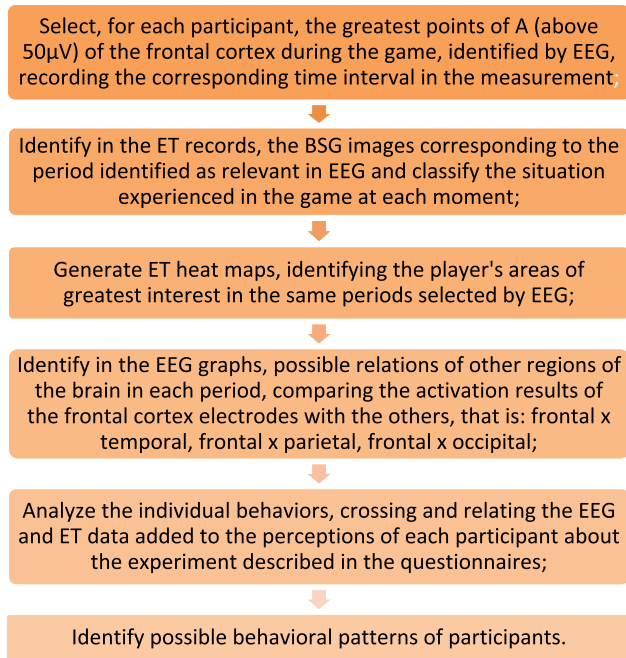 Select, for each participant, the greatest points of A (above
50µV) of the frontal cortex during the game, identified by EEG,
recording the corresponding time interval in the measurement;
Identify in the ET records, the BSG images corresponding to the
period identified as relevant in EEG and classify the situation
experienced in the game at each moment;
Generate ET heat maps, identifying the player's areas of
greatest interest in the same periods selected by EEG;
Identify in the EEG graphs, possible relations of other regions of
the brain in each period, comparing the activation results of
the frontal cortex electrodes with the others, that is: frontal x
temporal, frontal x parietal, frontal x occipital;
Analyze the individual behaviors, crossing and relating the EEG
and ET data added to the perceptions of each participant about
the experiment described in the questionnaires;
Identify possible behavioral patterns of participants.